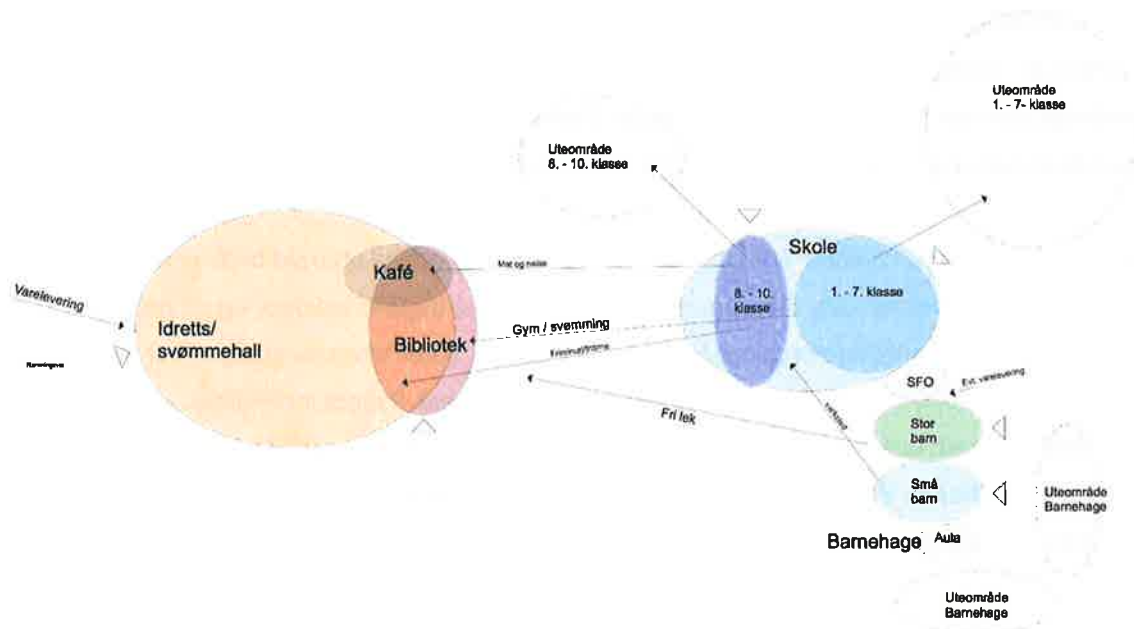 Uteområde
1. - 7- klasse
Uteområde
8. - 10. klasse
Skole
Kafé
Mat og helse
8. - 10.
klasse
1. - 7. klasse
Varelevering
Idretts/
svømmehall
Gym / svømming
Bibliotek
SFO
Evt. varelevering
Fri lek
Stor
barn
Små
barn
Uteområde
Barnehage
Barnehage
Aula
Uteområde
Barnehage